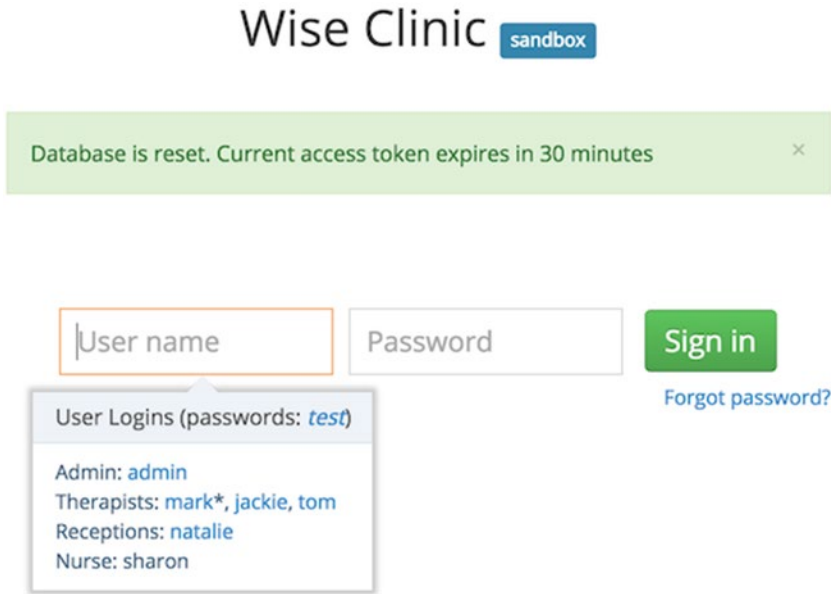 Wise Clinic sandbox
Database is reset. Current access token expires in 30 minutes ×
User name Password Sign in
Forgot password?
User Logins (passwords: test)
Admin: admin
Therapists: mark*, jackie, tom
Receptions: natalie
Nurse: sharon